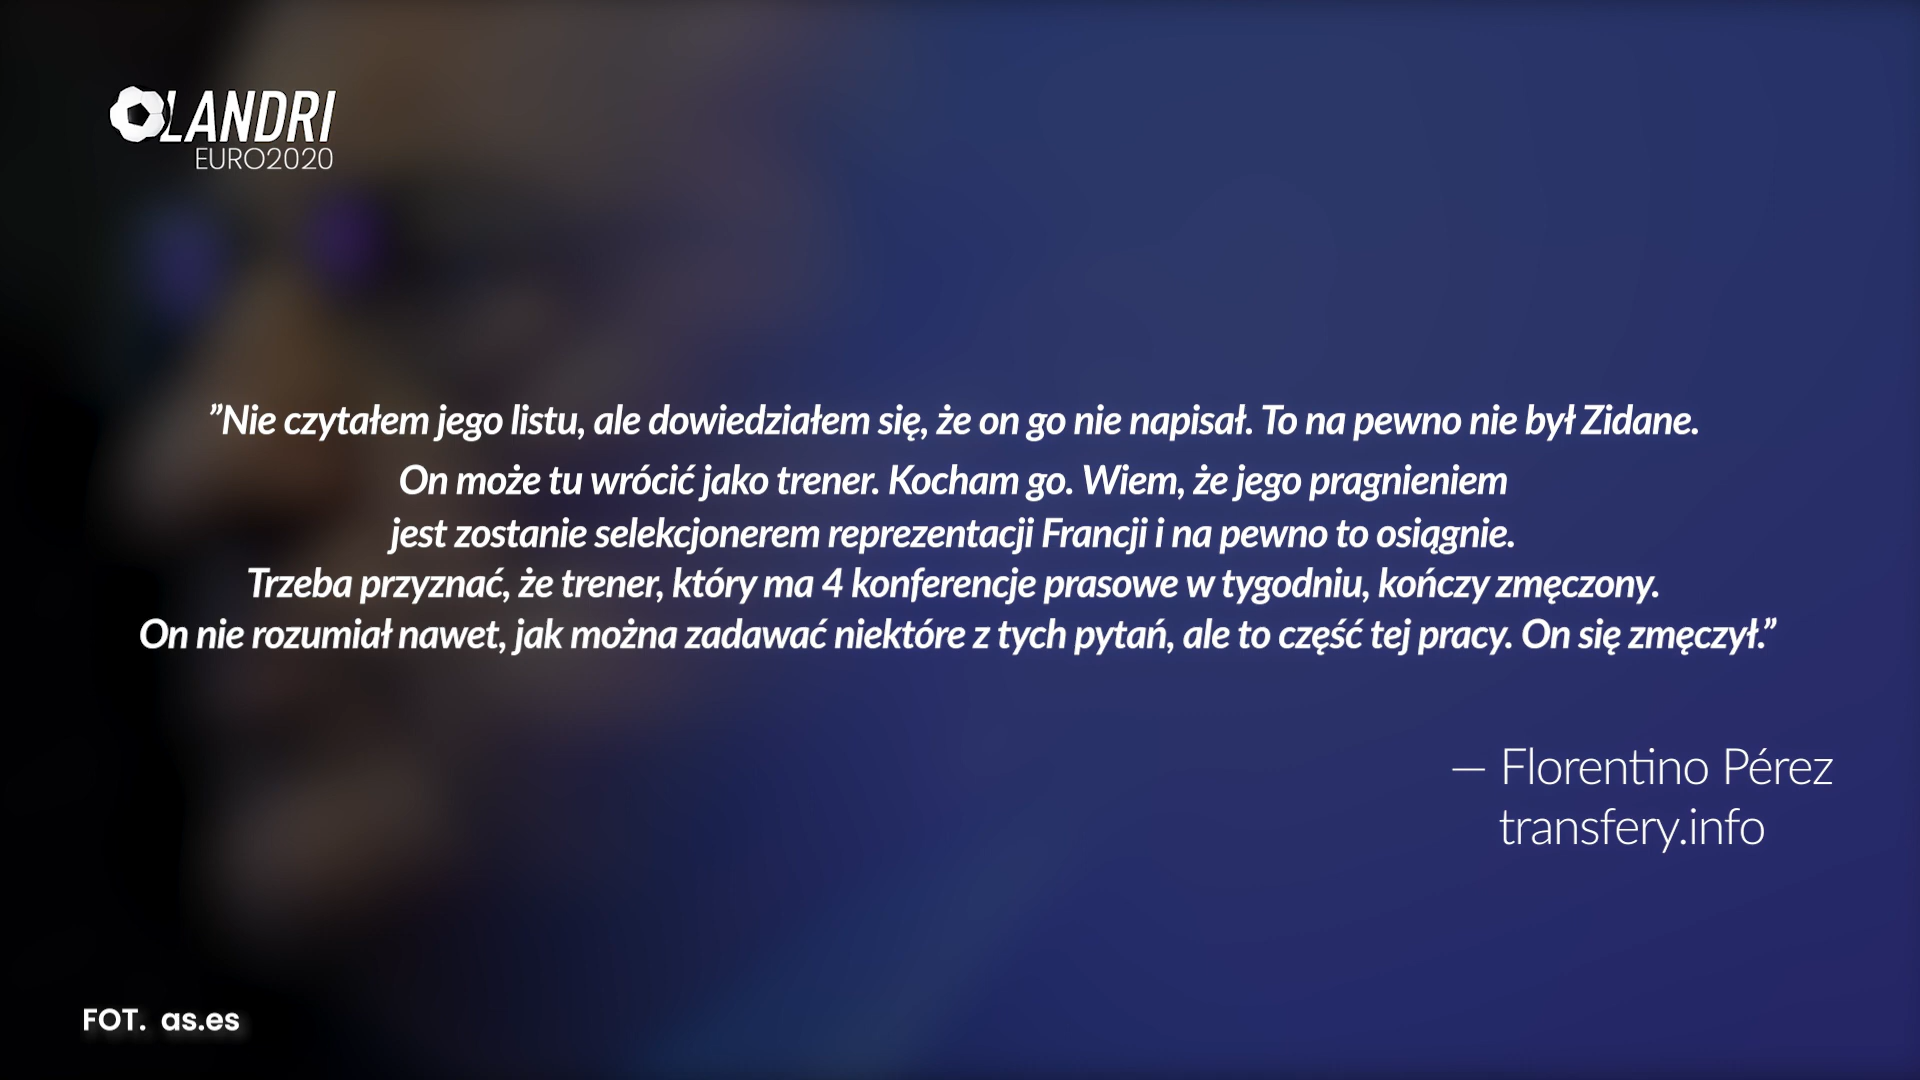 OLANDRI
EURO2020
”Nie czytałem jego listu, ale dowiedziałem się, że on go nie napisał. To na pewno nie był Zidane.
On może tu wrócić jako trener. Kocham go. Wiem, że jego pragnieniem
jest zostanie selekcjonerem reprezentacji Francji i na pewno to osiągnie.
Trzeba przyznać, że trener, który ma 4 konferencje prasowe w tygodniu, kończy zmęczony.
On nie rozumiał nawet, jak można zadawać niektóre z tych pytań, ale to część tej pracy. On się zmęczył.”
— Florentino Pérez
transfery.info
FOT. as.es